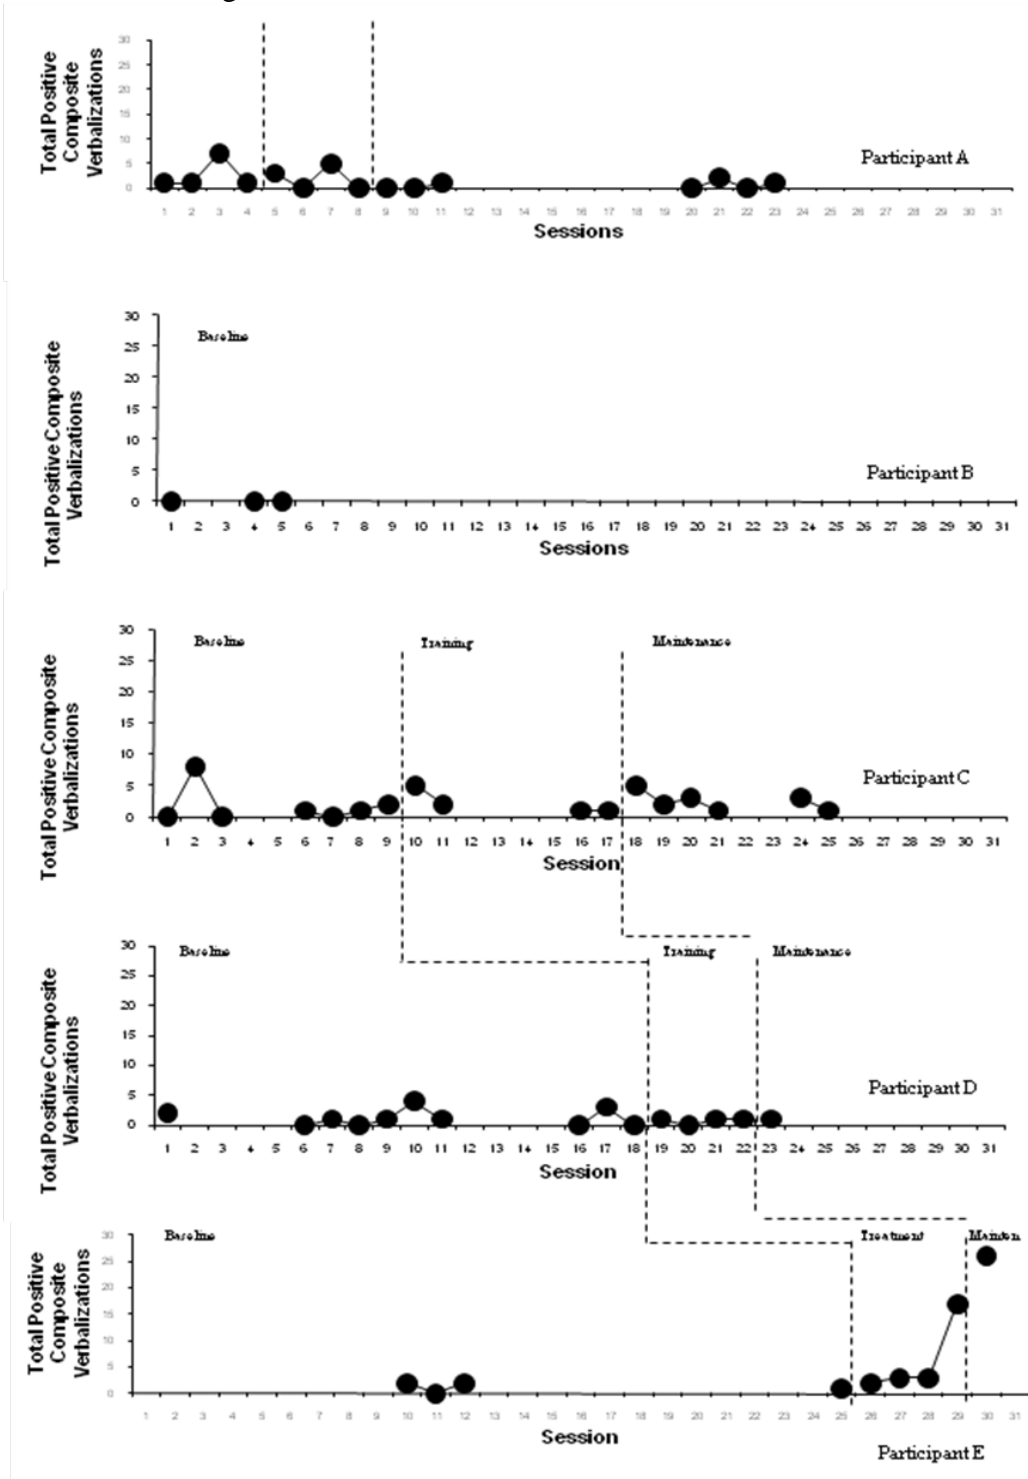 Total Positive
Composite
Verbalizations
30
25
20
15
10
5
0
Participant A
1 2 3 4 5 6 7 8 9 10 11 12 13 14 15 16 17 18 19 20 21 22 23 24 25 26 27 28 29 30 31
Sessions
Total Positive Composite
Verbalizations
30
25
20
15
10
5
0
Baseline
Participant B
1 2 3 4 5 6 7 8 9 10 11 12 13 14 15 16 17 18 19 20 21 22 23 24 25 26 27 28 29 30 31
Sessions
Total Positive Composite
Verbalizations
30
25
20
15
10
5
0
Baseline
Training
Maintenance
Participant C
1 2 3 4 5 6 7 8 9 10 11 12 13 14 15 16 17 18 19 20 21 22 23 24 25 26 27 28 29 30 31
Session
Total Positive Composite
Verbalizations
30
25
20
15
10
5
0
Baseline
Training
Maintenance
Participant D
1 2 3 4 5 6 7 8 9 10 11 12 13 14 15 16 17 18 19 20 21 22 23 24 25 26 27 28 29 30 31
Session
Total Positive
Composite
Verbalizations
30
25
20
15
10
5
0
Baseline
Treatment
Mainten
1 2 3 4 5 6 7 8 9 10 11 12 13 14 15 16 17 18 19 20 21 22 23 24 25 26 27 28 29 30 31
Session
Participant E